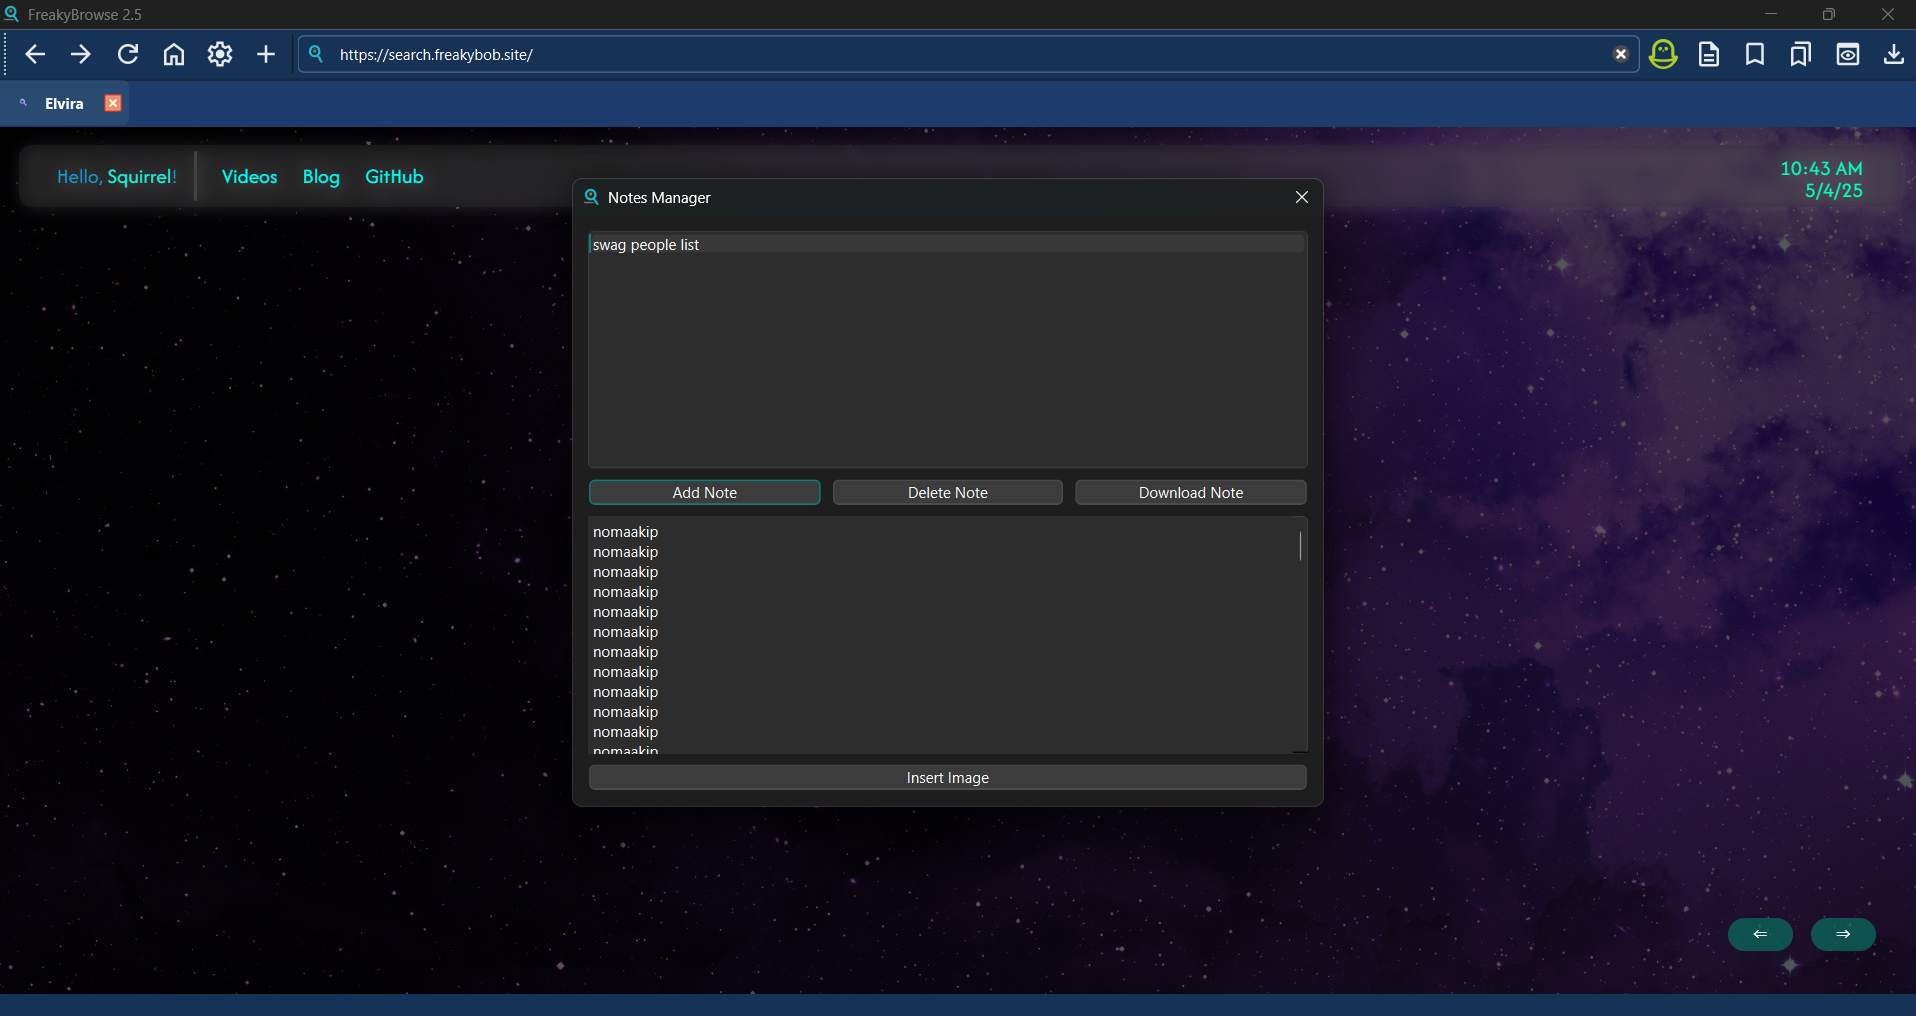 FreakyBrowse 2.5
https://search.freakybob.site/
Elvira
Hello, Squirrel!
Videos
Blog
GitHub
10:43 AM
5/4/25
Notes Manager
swag people list
Add Note
Delete Note
Download Note
nomaakip
nomaakip
nomaakip
nomaakip
nomaakip
nomaakip
nomaakip
nomaakip
nomaakip
nomaakip
nomaakip
nomaakip
Insert Image